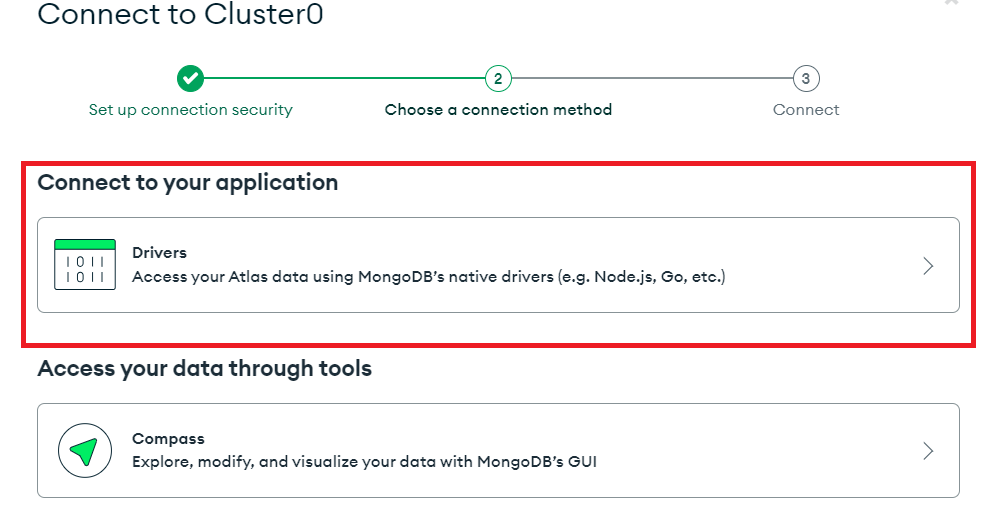 Connect to Cluster0
2
3
Set up connection security
Choose a connection method
Connect
Connect to your application
1011
1011
Drivers
Access your Atlas data using MongoDB’s native drivers (e.g. Node.js, Go, etc.)
Access your data through tools
Compass
Explore, modify, and visualize your data with MongoDB’s GUI